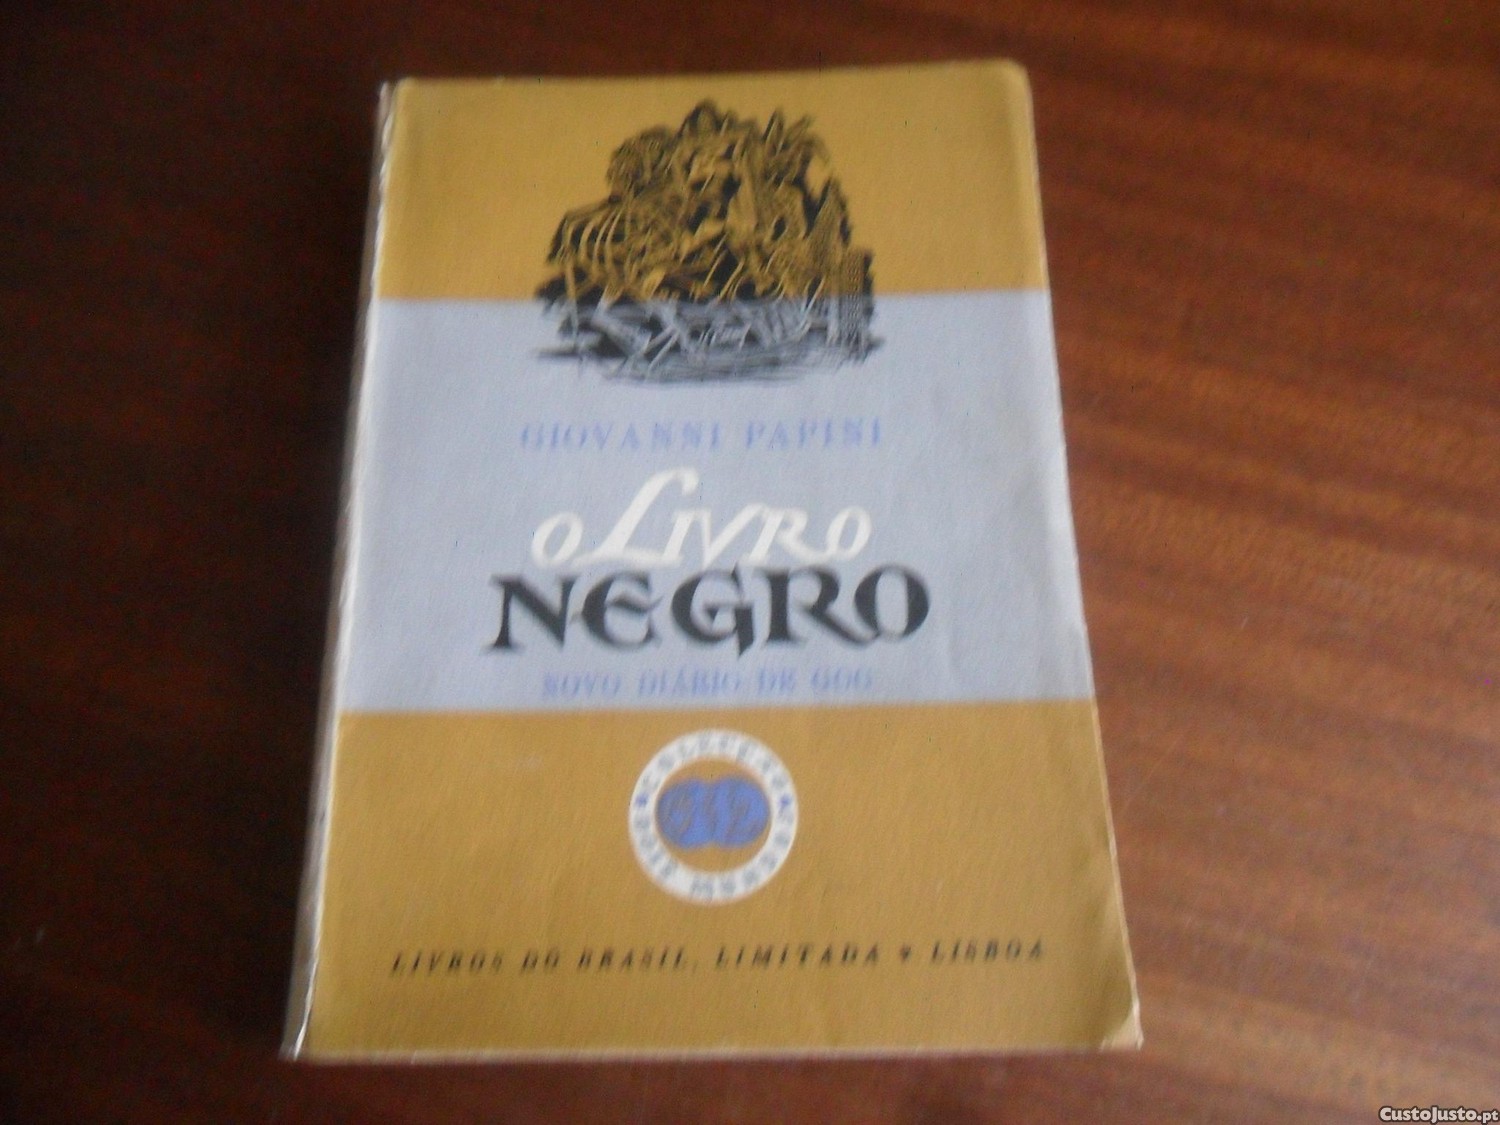 GIOVANNI PAPINI
O LIVRO
NEGRO
NOVO DIÁRIO DE GOG
LIVROS DO BRASIL, LIMITADA * LISBOA
CustoJusto.pt